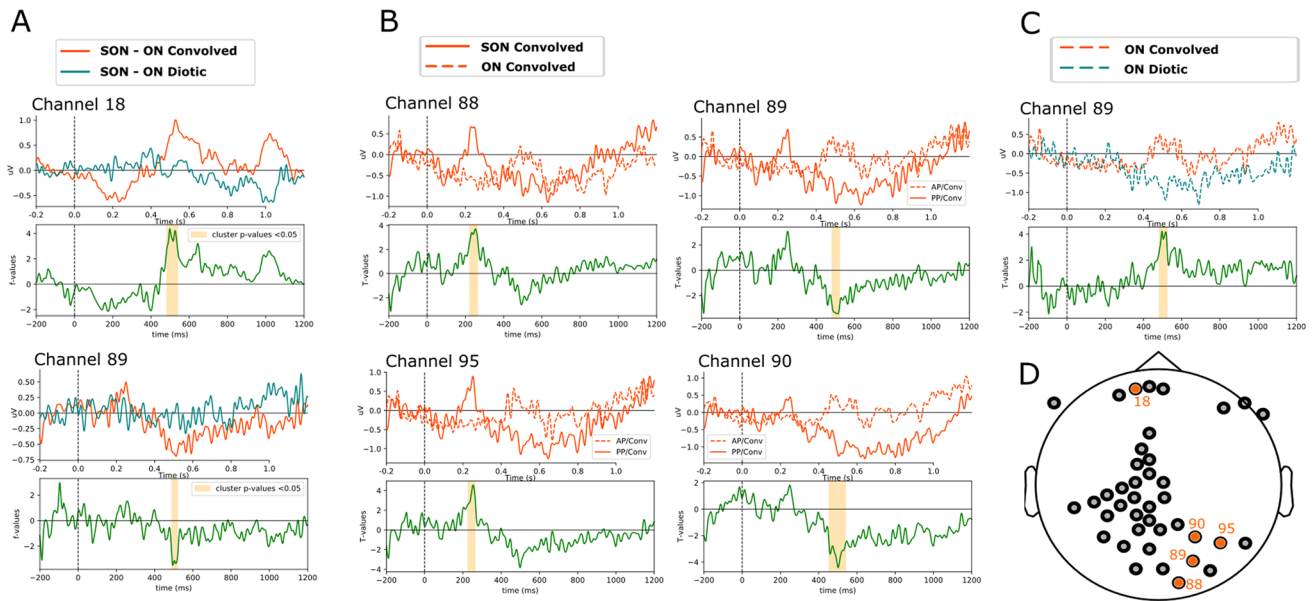 A
SON - ON Convolved
SON - ON Diotic
Channel 18
1.0
0.5
0.0
-0.5
uV
-0.2 0.0 0.2 0.4 0.6 0.8 1.0
Time (s)
cluster p-values <0.05
4
2
0
-2
f-values
-200 0 200 400 600 800 1000 1200
time (ms)
Channel 89
0.50
0.25
0.00
-0.25
-0.50
-0.75
uV
-0.2 0.0 0.2 0.4 0.6 0.8 1.0
Time (s)
cluster p-values <0.05
2
0
-2
f-values
-200 0 200 400 600 800 1000 1200
time (ms)
B
SON Convolved
ON Convolved
Channel 88
0.5
0.0
-0.5
-1.0
uV
-0.2 0.0 0.2 0.4 0.6 0.8 1.0
Time (s)
4
2
0
-2
T-values
-200 0 200 400 600 800 1000 1200
time (ms)
Channel 89
0.5
0.0
-0.5
-1.0
uV
AP/Conv
PP/Conv
-0.2 0.0 0.2 0.4 0.6 0.8 1.0
Time (s)
2
0
-2
T-values
-200 0 200 400 600 800 1000 1200
time (ms)
Channel 95
1.0
0.5
0.0
-0.5
-1.0
uV
AP/Conv
PP/Conv
-0.2 0.0 0.2 0.4 0.6 0.8 1.0
Time (s)
4
2
0
-2
-4
T-values
-200 0 200 400 600 800 1000 1200
time (ms)
Channel 90
1.0
0.5
0.0
-0.5
-1.0
uV
AP/Conv
PP/Conv
-0.2 0.0 0.2 0.4 0.6 0.8 1.0
Time (s)
2
0
-2
-4
T-values
-200 0 200 400 600 800 1000 1200
time (ms)
C
ON Convolved
ON Diotic
Channel 89
0.5
0.0
-0.5
-1.0
uV
-0.2 0.0 0.2 0.4 0.6 0.8 1.0
Time (s)
4
2
0
-2
T-values
-200 0 200 400 600 800 1000 1200
time (ms)
D
18
90 95
89
88